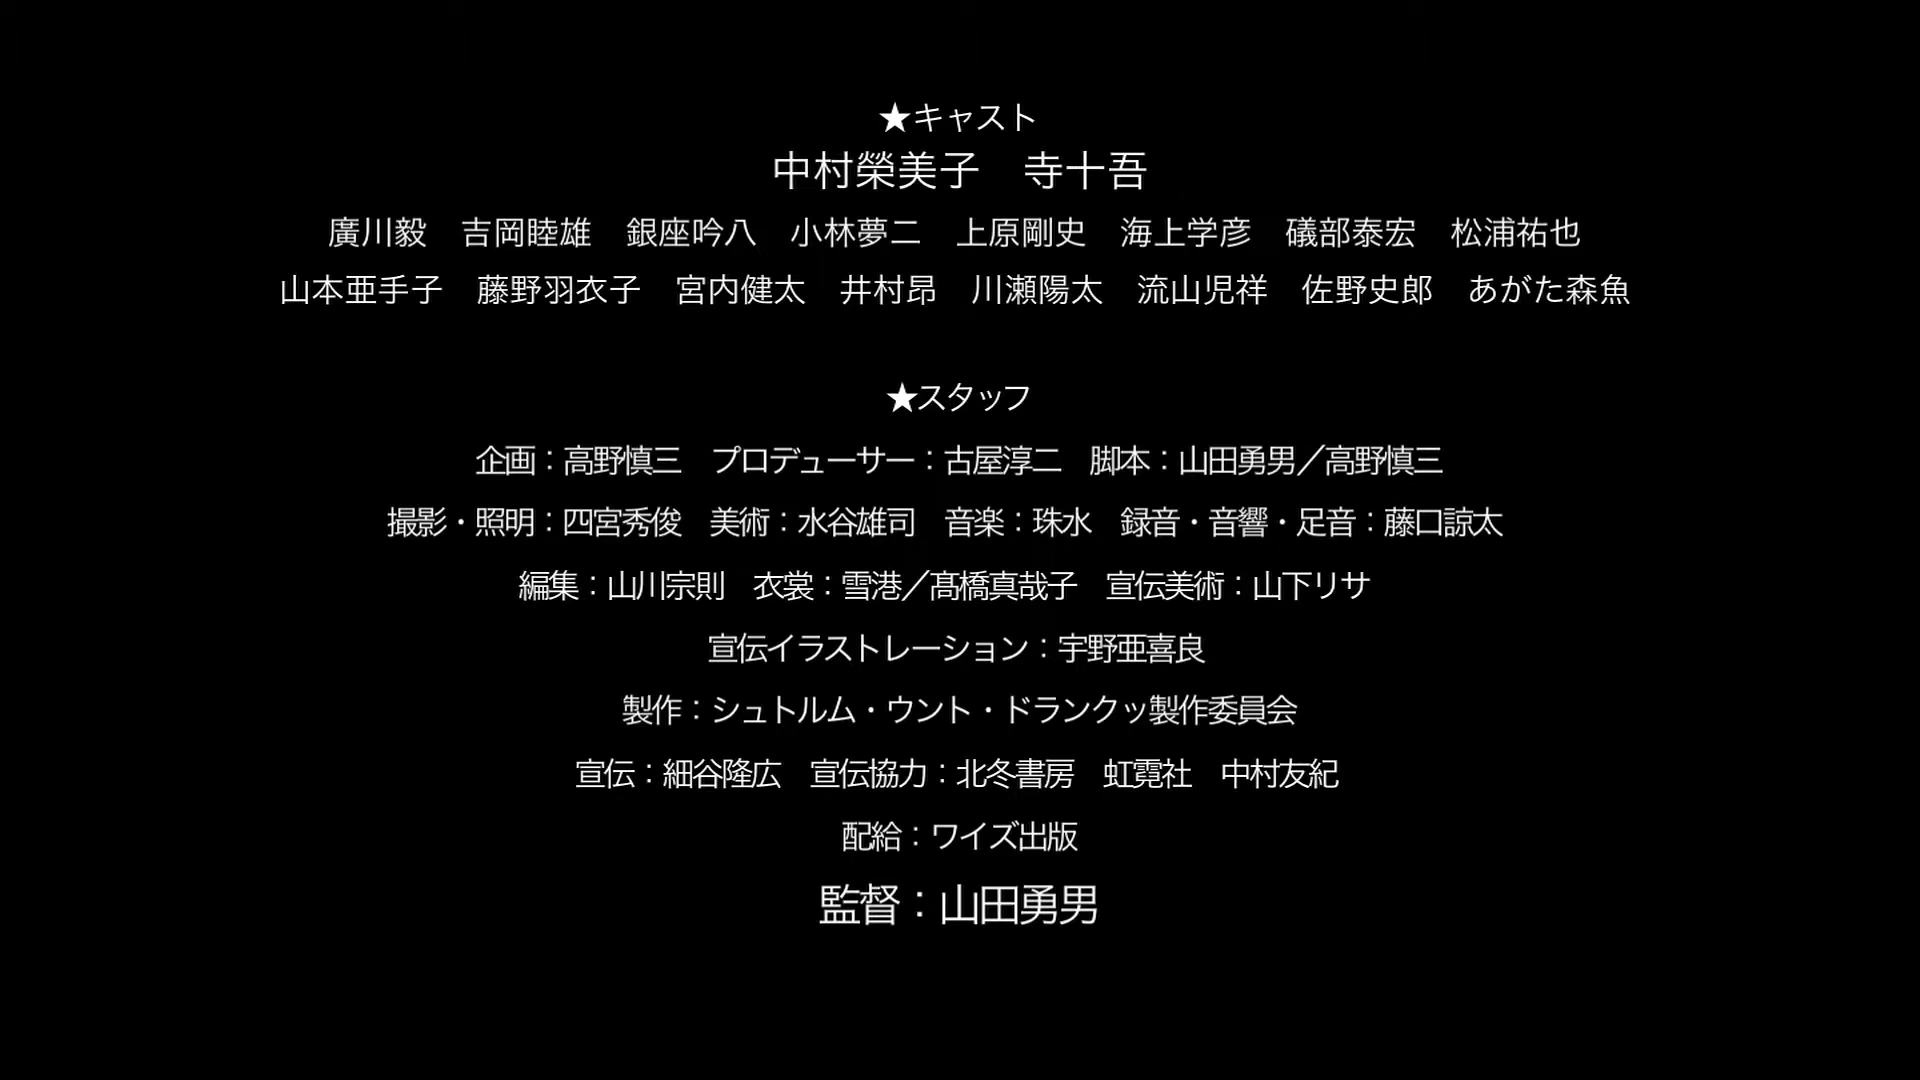 ★キャスト
中村榮美子　寺十吾
廣川毅　吉岡睦雄　銀座吟八　小林夢二　上原剛史　海上学彦　礒部泰宏　松浦祐也
山本亜手子　藤野羽衣子　宮内健太　井村昂　川瀬陽太　流山児祥　佐野史郎　あがた森魚
★スタッフ
企画：高野慎三　プロデューサー：古屋淳二　脚本：山田勇男／高野慎三
撮影・照明：四宮秀俊　美術：水谷雄司　音楽：珠水　録音・音響・足音：藤口諒太
編集：山川宗則　衣裳：雪港／髙橋真哉子　宣伝美術：山下リサ
宣伝イラストレーション：宇野亜喜良
製作：シュトルム・ウント・ドランクッ製作委員会
宣伝：細谷隆広　宣伝協力：北冬書房　虹霓社　中村友紀
配給：ワイズ出版
監督：山田勇男